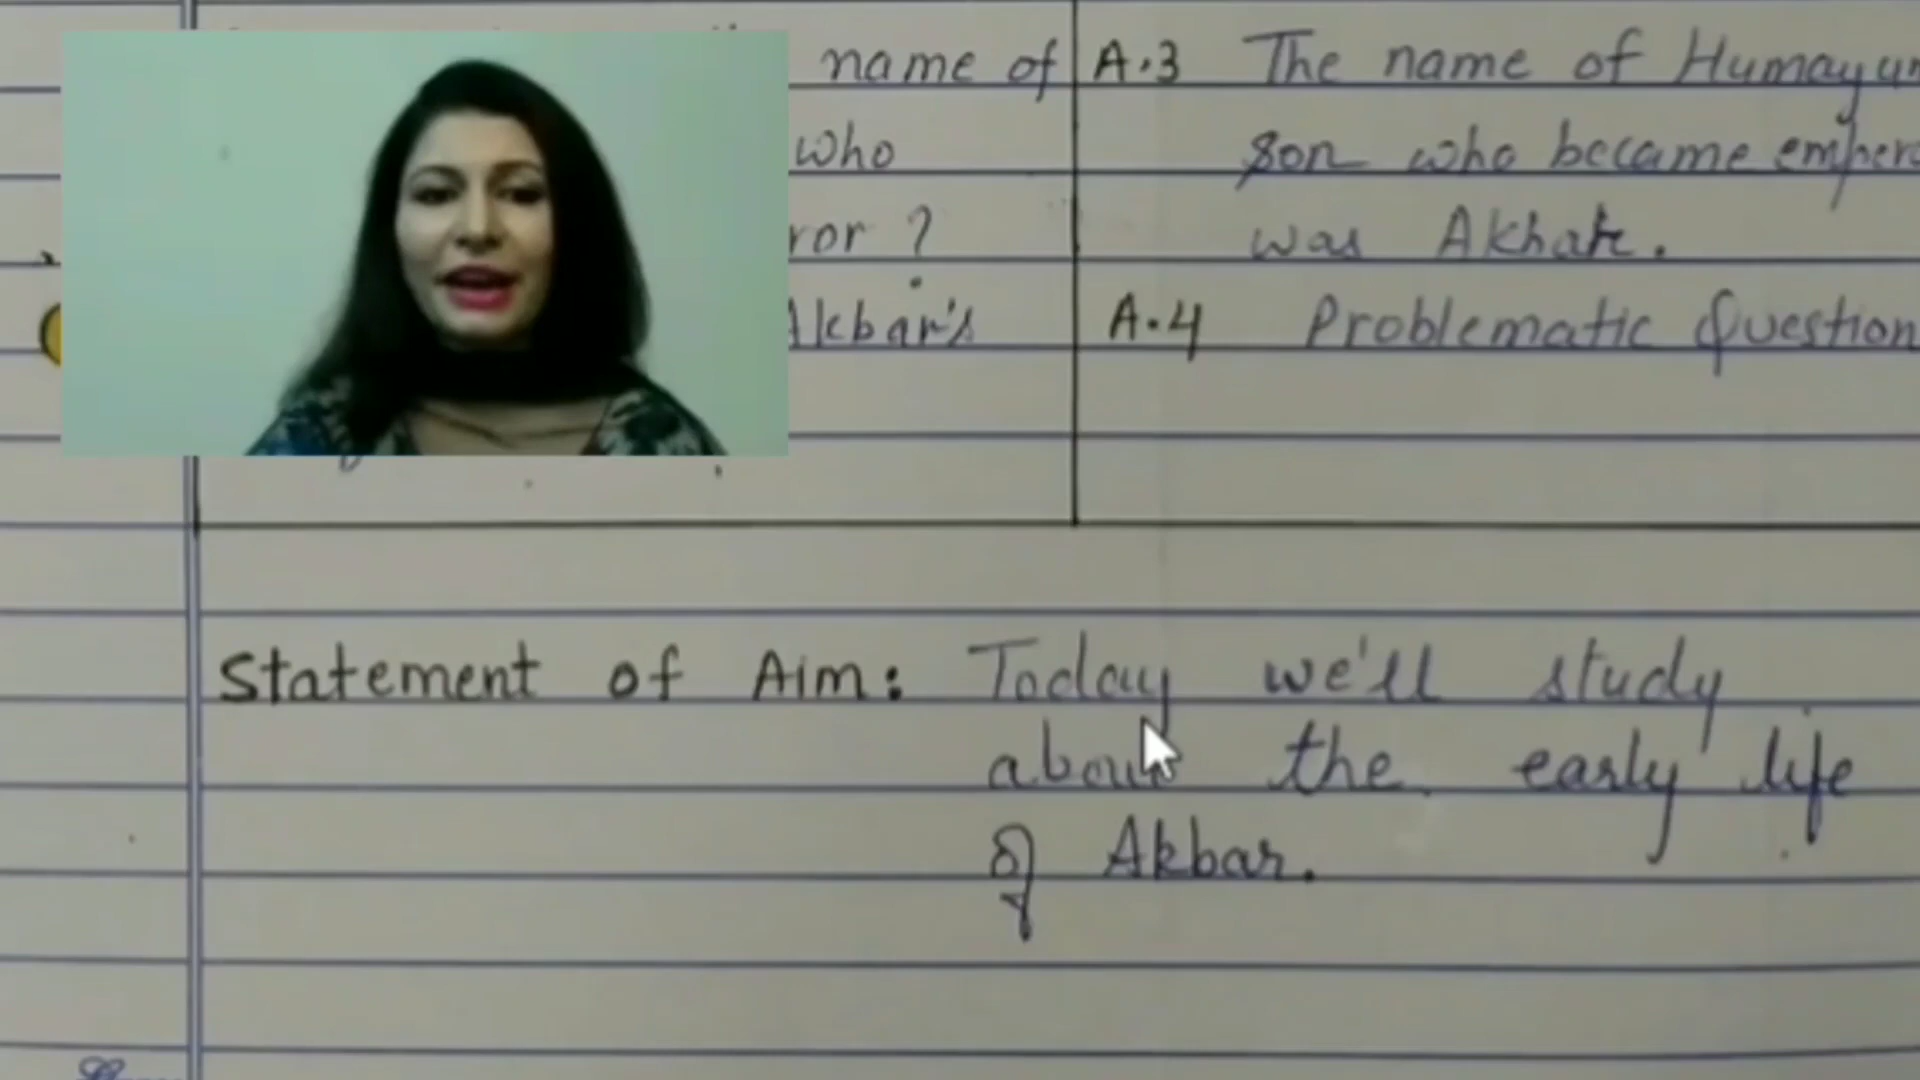 name of
who
ror ?
Akbar's
A.3 The name of Humayun
son who became emper
was Akbar.
A.4 Problematic Question
Statement of Aim: Today we'll study
about the early life
of Akbar.